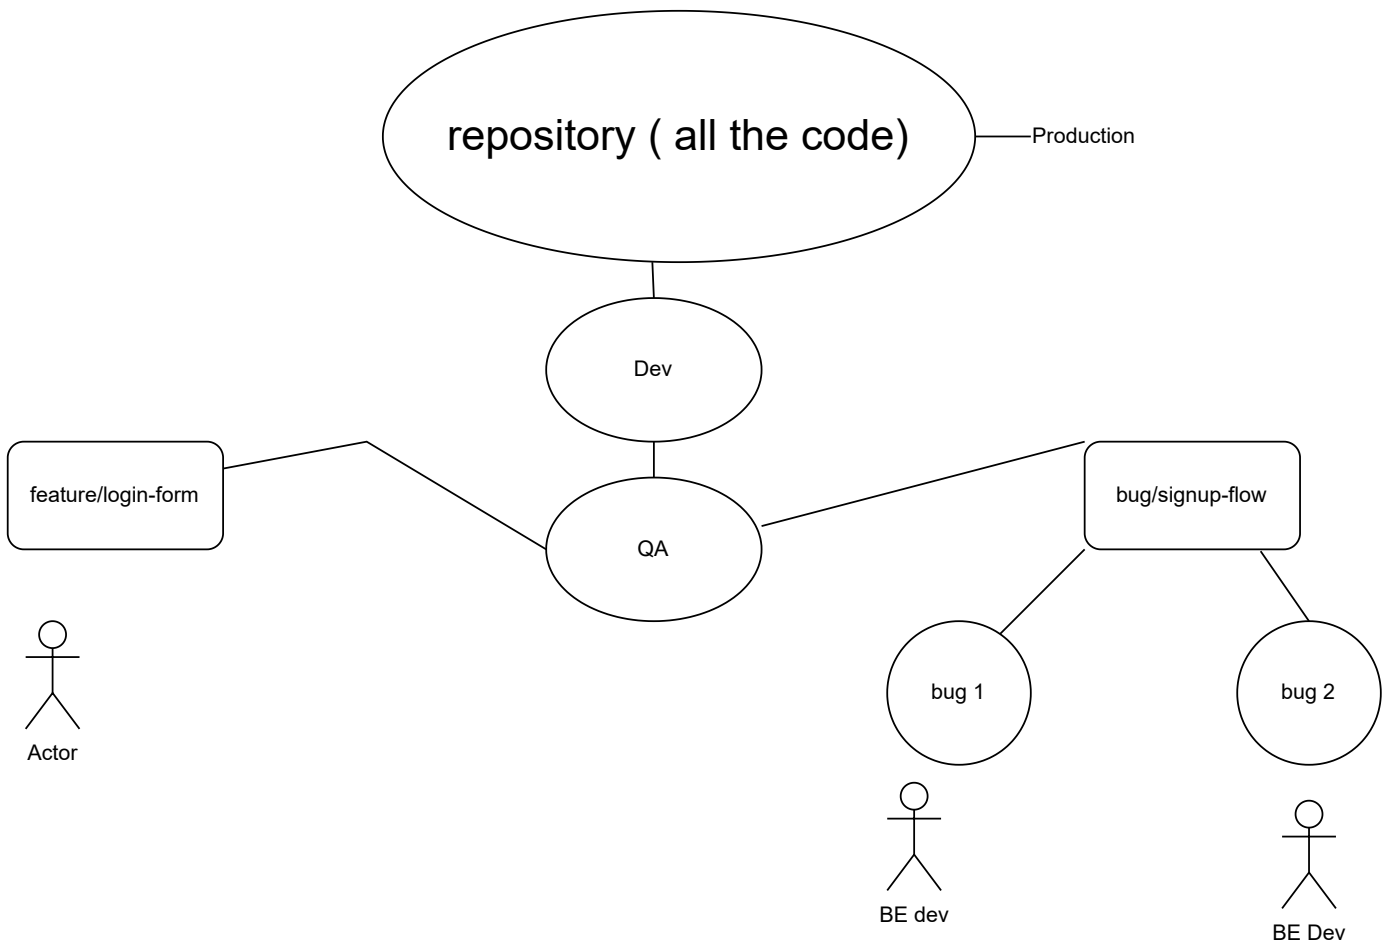 repository ( all the code)
Production
Dev
feature/login-form
bug/signup-flow
QA
bug 1
bug 2
Actor
BE dev
BE Dev